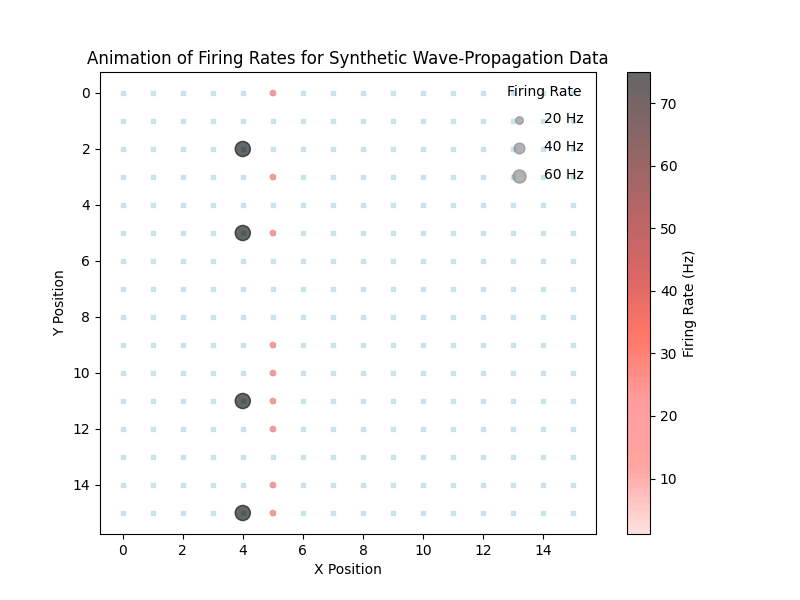 Animation of Firing Rates for Synthetic Wave-Propagation Data
Firing Rate
20 Hz
40 Hz
60 Hz
0
2
4
6
8
10
12
14
Y Position
0 2 4 6 8 10 12 14
X Position
70
60
50
40
30
20
10
Firing Rate (Hz)